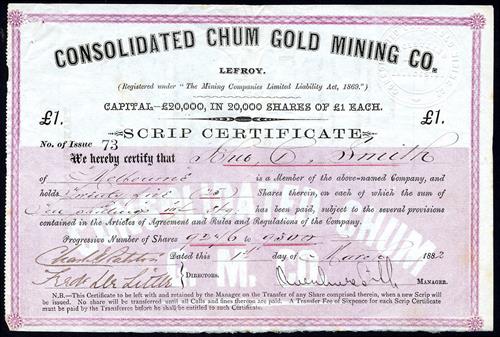 CONSOLIDATED CHUM GOLD MINING CO.
LEFROY.
(Registered under "The Mining Companies Limited Liability Act, 1869.")
CAPITAL—£20,000, IN 20,000 SHARES OF £1 EACH.
£1. £1.
SCRIP CERTIFICATE
No. of Issue 73
We hereby certify that Smith
of Melbourne is a Member of the above-named Company, and
holds Twenty five (25) Shares therein, on each of which the sum of
has been paid, subject to the several provisions
contained in the Articles of Agreement and Rules and Regulations of the Company.
Progressive Number of Shares 9276 to 9300
Dated this 1st day of March 1882
DIRECTORS.
MANAGER.
N.B.—This Certificate to be left with and retained by the Manager on the Transfer of any Share comprised therein, when a new Scrip will
be issued. No share will be transferred until all Calls and fines thereon are paid. A Transfer Fee of Sixpence for each Scrip Certificate
must be paid by the Transferee before he shall be entitled to such Certificate.